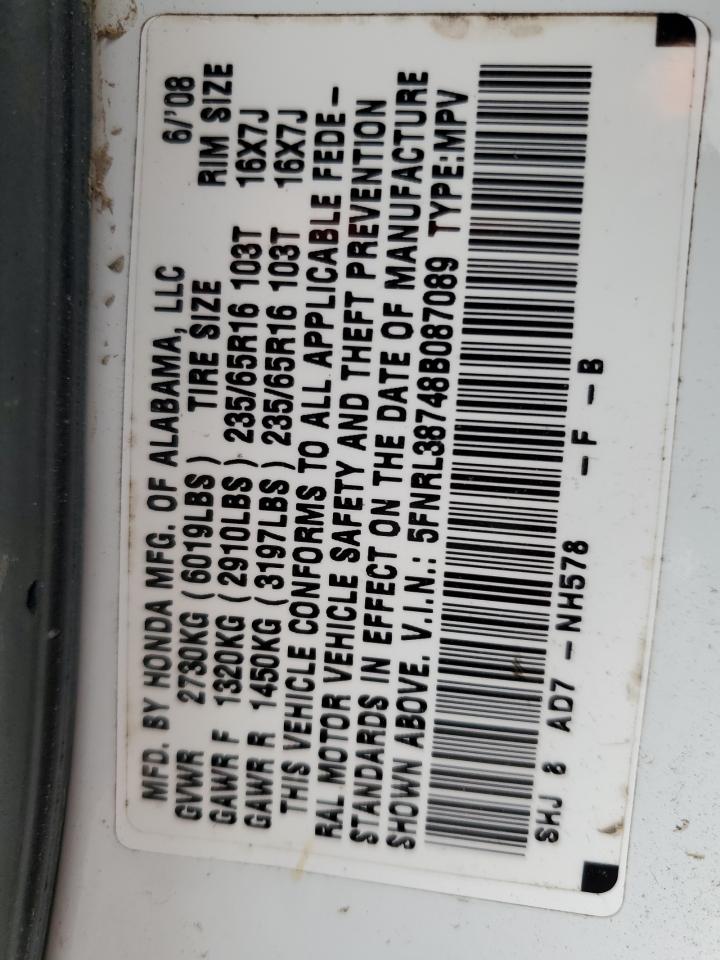 MFD. BY HONDA MFG. OF ALABAMA, LLC 6/'08
GVWR 2730KG (6019LBS) TIRE SIZE RIM SIZE
GAWR F 1320KG (2910LBS) 235/65R16 103T 16X7J
GAWR R 1450KG (3197LBS) 235/65R16 103T 16X7J
THIS VEHICLE CONFORMS TO ALL APPLICABLE FEDE-
RAL MOTOR VEHICLE SAFETY AND THEFT PREVENTION
STANDARDS IN EFFECT ON THE DATE OF MANUFACTURE
SHOWN ABOVE. V.I.N.: 5FNRL38748B087089 TYPE:MPV
SHJ 8 AD7 -NH578 -F -B